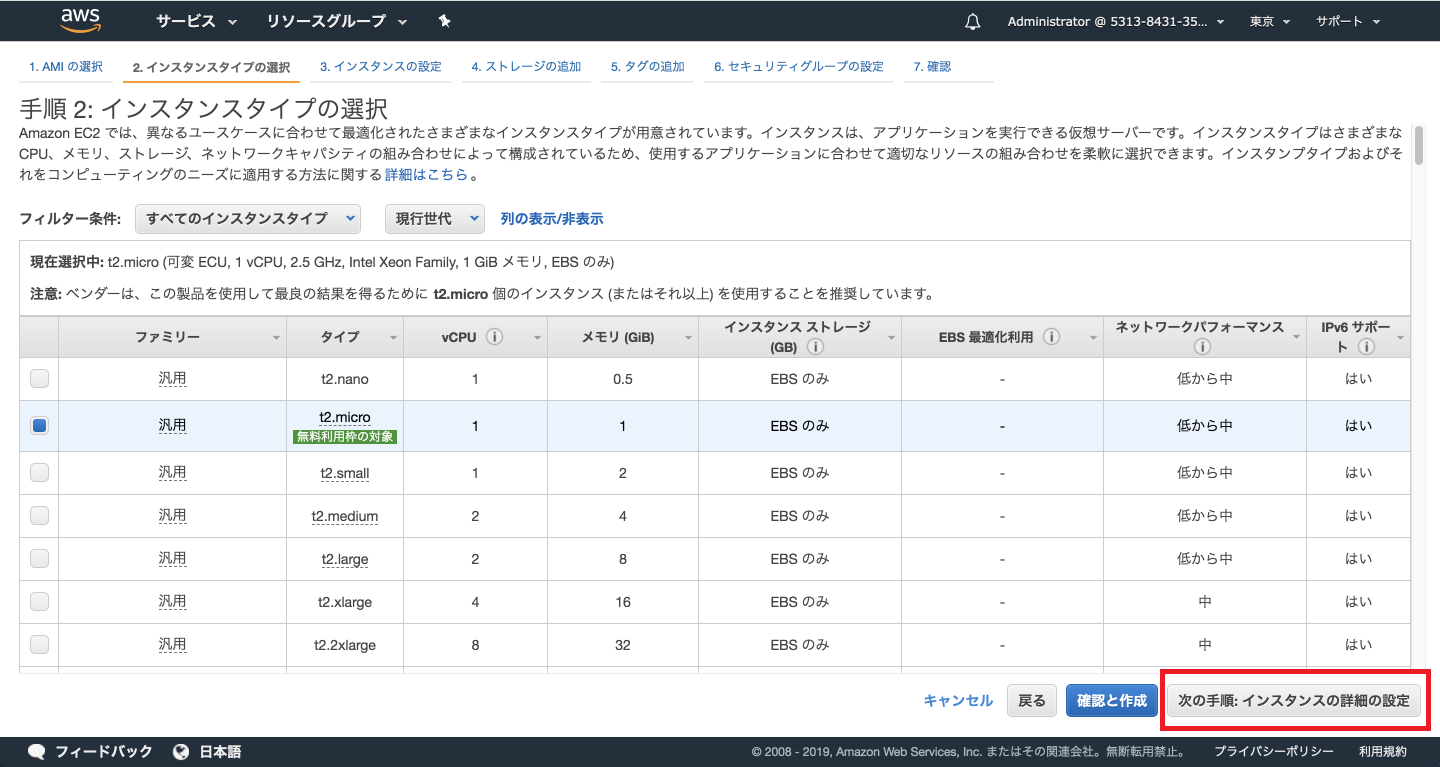 aws サービス リソースグループ Administrator @ 5313-8431-35... 東京 サポート
1. AMI の選択 2. インスタンスタイプの選択 3. インスタンスの設定 4. ストレージの追加 5. タグの追加 6. セキュリティグループの設定 7. 確認
手順 2: インスタンスタイプの選択
Amazon EC2 では、異なるユースケースに合わせて最適化されたさまざまなインスタンスタイプが用意されています。インスタンスは、アプリケーションを実行できる仮想サーバーです。インスタンスタイプはさまざまな
CPU、メモリ、ストレージ、ネットワークキャパシティの組み合わせによって構成されているため、使用するアプリケーションに合わせて適切なリソースの組み合わせを柔軟に選択できます。インスタンプタイプおよびそ
れをコンピューティングのニーズに適用する方法に関する 詳細はこちら 。
フィルター条件: すべてのインスタンスタイプ 現行世代 列の表示/非表示
現在選択中: t2.micro (可変 ECU, 1 vCPU, 2.5 GHz, Intel Xeon Family, 1 GiB メモリ, EBS のみ)
注意: ベンダーは、この製品を使用して最良の結果を得るために t2.micro 個のインスタンス (またはそれ以上) を使用することを推奨しています。
ファミリー タイプ vCPU メモリ (GiB) インスタンス ストレージ (GB) EBS 最適化利用 ネットワークパフォーマンス IPv6 サポート
汎用 t2.nano 1 0.5 EBS のみ - 低から中 はい
汎用 t2.micro 無料利用枠の対象 1 1 EBS のみ - 低から中 はい
汎用 t2.small 1 2 EBS のみ - 低から中 はい
汎用 t2.medium 2 4 EBS のみ - 低から中 はい
汎用 t2.large 2 8 EBS のみ - 低から中 はい
汎用 t2.xlarge 4 16 EBS のみ - 中 はい
汎用 t2.2xlarge 8 32 EBS のみ - 中 はい
キャンセル 戻る 確認と作成 次の手順: インスタンスの詳細の設定
フィードバック 日本語 © 2008 - 2019, Amazon Web Services, Inc. またはその関連会社。無断転用禁止。 プライバシーポリシー 利用規約